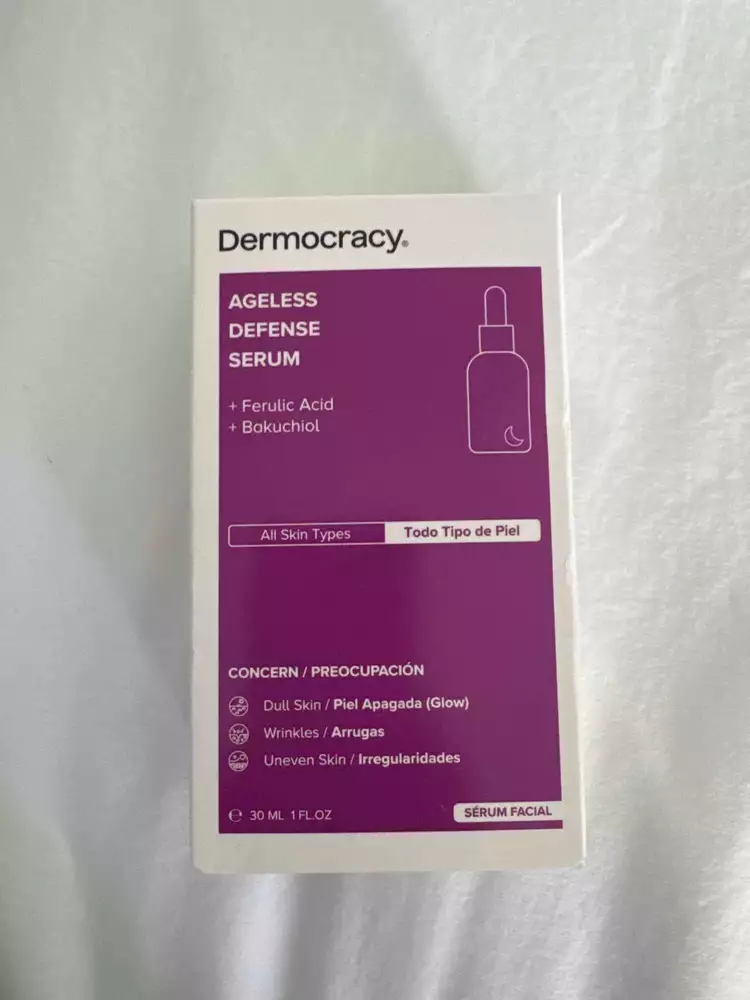 Dermocracy®
AGELESS
DEFENSE
SERUM
+ Ferulic Acid
+ Bakuchiol
All Skin Types
Todo Tipo de Piel
CONCERN / PREOCUPACIÓN
Dull Skin / Piel Apagada (Glow)
Wrinkles / Arrugas
Uneven Skin / Irregularidades
℮ 30 ML 1 FL.OZ
SÉRUM FACIAL